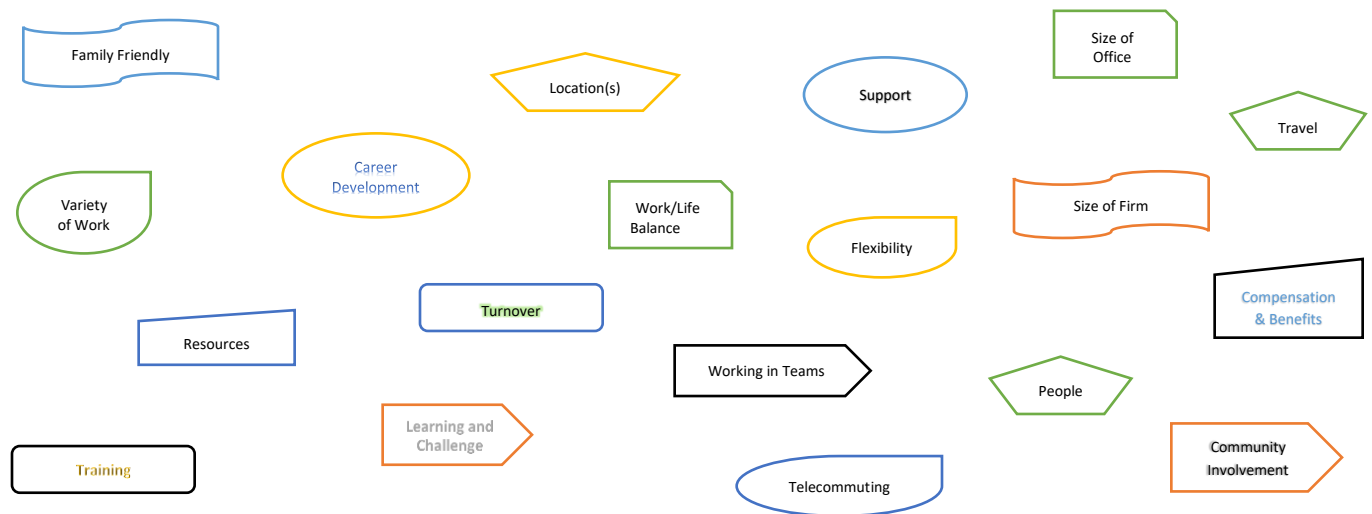 Family Friendly
Location(s)
Support
Size of
Office
Travel
Variety
of Work
Career
Development
Work/Life
Balance
Flexibility
Size of Firm
Resources
Turnover
Compensation
& Benefits
Working in Teams
People
Training
Learning and
Challenge
Telecommuting
Community
Involvement